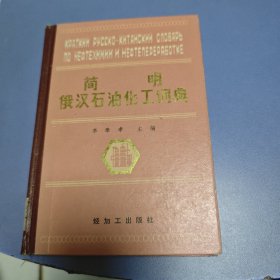 КРАТКИЙ РУССКО-КИТАЙСКИЙ СЛОВАРЬ
ПО НЕФТЕХИМИИ И НЕФТЕПЕРЕРАБОТКЕ
简 明
俄汉石油化工词典
主编
烃加工出版社